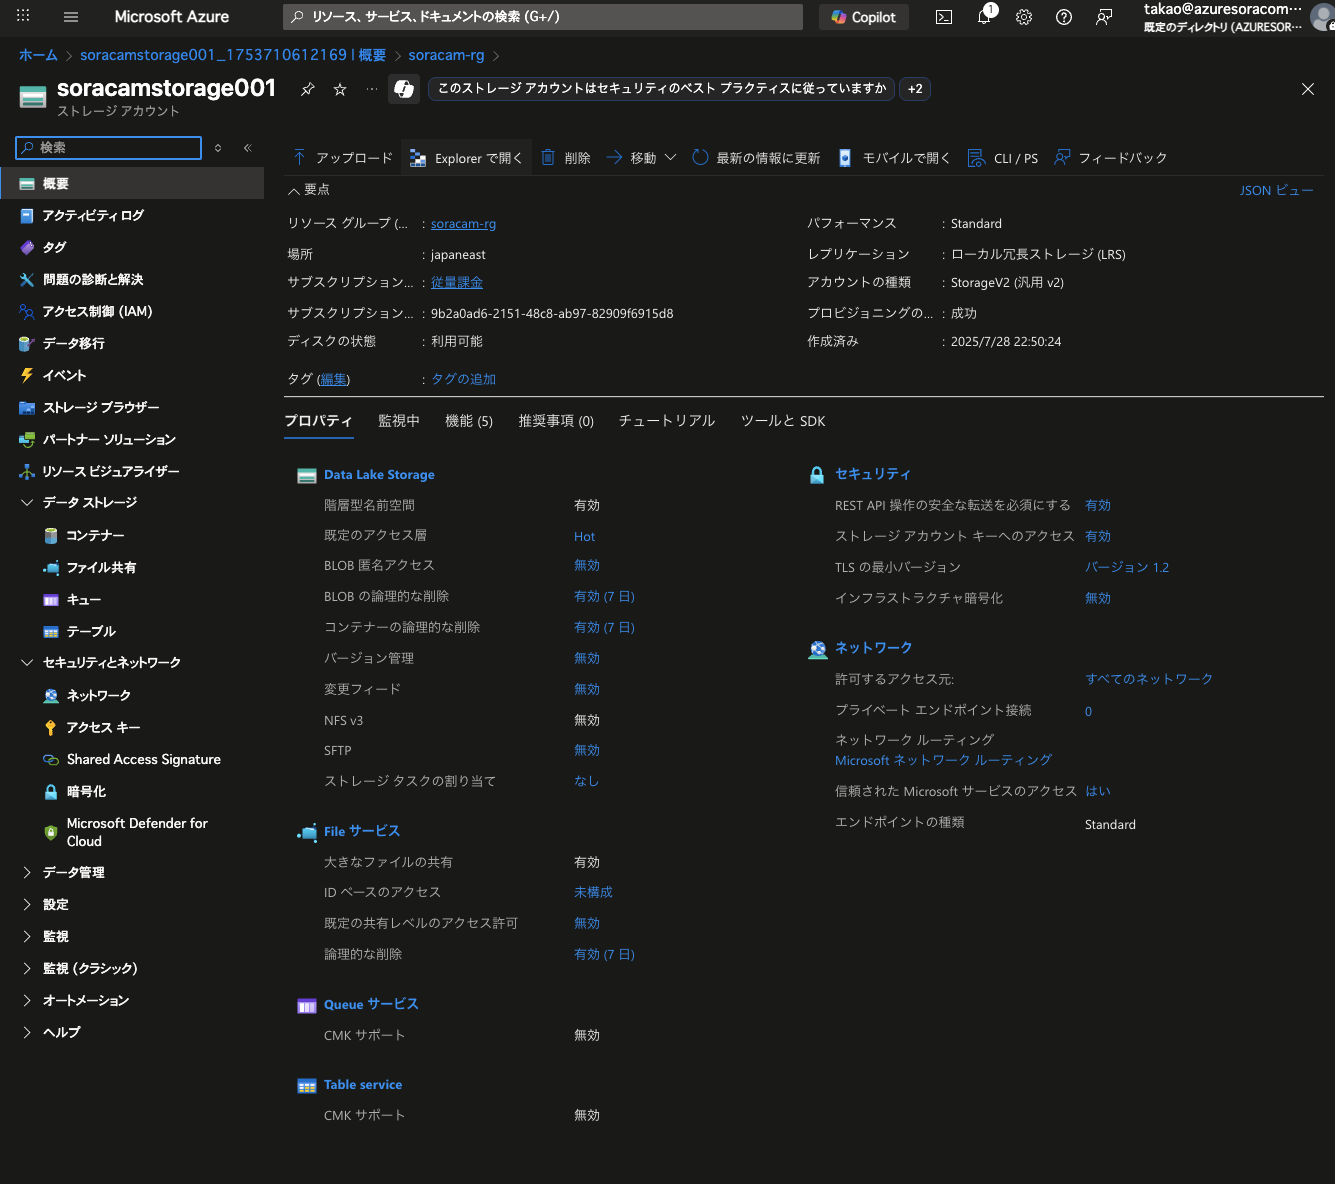 Microsoft Azure
リソース、サービス、ドキュメントの検索 (G+/)
Copilot
1
takao@azuresoracom…
既定のディレクトリ (AZURESOR…
ホーム
soracamstorage001_1753710612169 | 概要
soracam-rg
soracamstorage001
ストレージ アカウント
このストレージ アカウントはセキュリティのベスト プラクティスに従っていますか
+2
検索
概要
アクティビティ ログ
タグ
問題の診断と解決
アクセス制御 (IAM)
データ移行
イベント
ストレージ ブラウザー
パートナー ソリューション
リソース ビジュアライザー
データ ストレージ
コンテナー
ファイル共有
キュー
テーブル
セキュリティとネットワーク
ネットワーク
アクセス キー
Shared Access Signature
暗号化
Microsoft Defender for
Cloud
データ管理
設定
監視
監視 (クラシック)
オートメーション
ヘルプ
アップロード
Explorer で開く
削除
移動
最新の情報に更新
モバイルで開く
CLI / PS
フィードバック
要点
JSON ビュー
リソース グループ (... : soracam-rg
場所 : japaneast
サブスクリプション... : 従量課金
サブスクリプション... : 9b2a0ad6-2151-48c8-ab97-82909f6915d8
ディスクの状態 : 利用可能
パフォーマンス : Standard
レプリケーション : ローカル冗長ストレージ (LRS)
アカウントの種類 : StorageV2 (汎用 v2)
プロビジョニングの... : 成功
作成済み : 2025/7/28 22:50:24
タグ (編集) : タグの追加
プロパティ
監視中
機能 (5)
推奨事項 (0)
チュートリアル
ツールと SDK
Data Lake Storage
階層型名前空間 有効
既定のアクセス層 Hot
BLOB 匿名アクセス 無効
BLOB の論理的な削除 有効 (7 日)
コンテナーの論理的な削除 有効 (7 日)
バージョン管理 無効
変更フィード 無効
NFS v3 無効
SFTP 無効
ストレージ タスクの割り当て なし
File サービス
大きなファイルの共有 有効
ID ベースのアクセス 未構成
既定の共有レベルのアクセス許可 無効
論理的な削除 有効 (7 日)
Queue サービス
CMK サポート 無効
Table service
CMK サポート 無効
セキュリティ
REST API 操作の安全な転送を必須にする 有効
ストレージ アカウント キーへのアクセス 有効
TLS の最小バージョン バージョン 1.2
インフラストラクチャ暗号化 無効
ネットワーク
許可するアクセス元: すべてのネットワーク
プライベート エンドポイント接続 0
ネットワーク ルーティング
Microsoft ネットワーク ルーティング
信頼された Microsoft サービスのアクセス はい
エンドポイントの種類 Standard